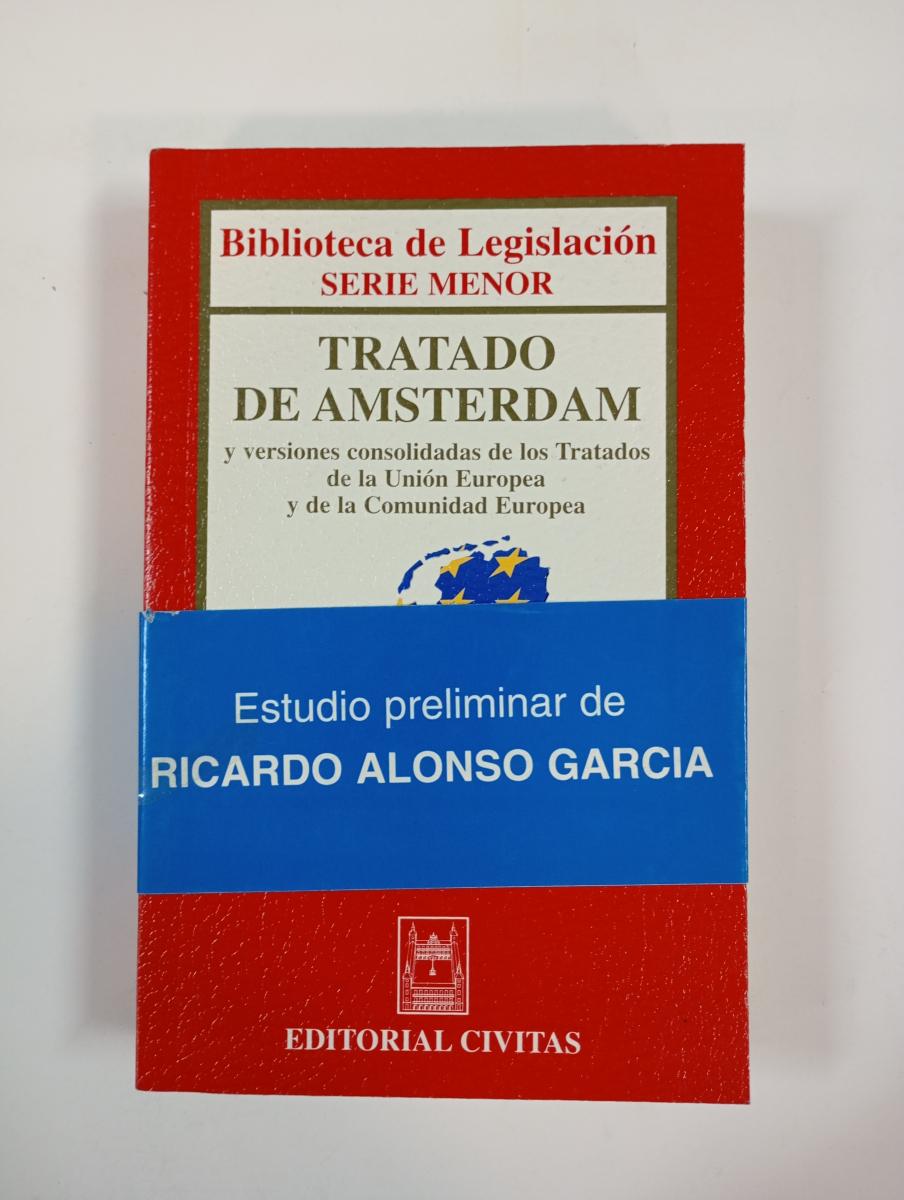 Biblioteca de Legislación
SERIE MENOR
TRATADO
DE AMSTERDAM
y versiones consolidadas de los Tratados
de la Unión Europea
y de la Comunidad Europea
Estudio preliminar de
RICARDO ALONSO GARCIA
EDITORIAL CIVITAS